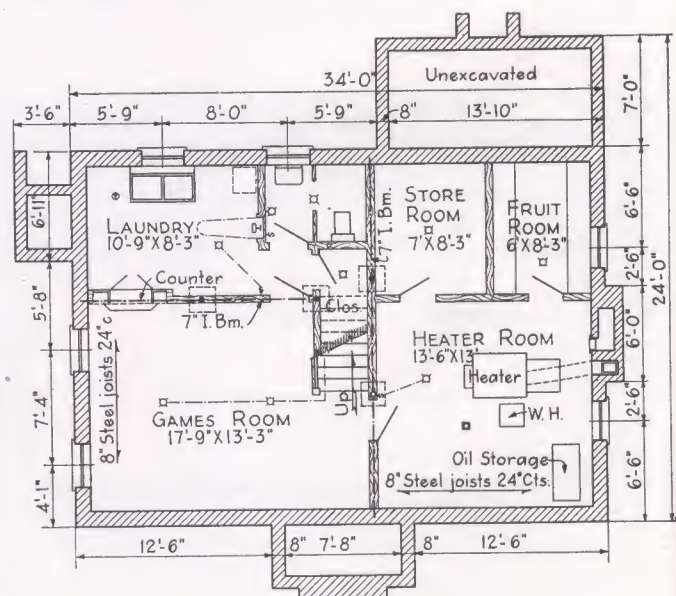 34'-0"
Unexcavated
3'-6"
5'-9"
8'-0"
5'-9"
8"
13'-10"
7'-0"
6'-11"
LAUNDRY
10'-9"X8'-3"
S
STORE
ROOM
7'X8'-3"
FRUIT
ROOM
6'X8'-3"
6'-6"
7" I. Bm.
2'-6"
24'-0"
5'-8"
Counter
7" I. Bm.
Clos.
HEATER ROOM
13'-6"X13'
6'-0"
Heater
8" Steel joists 24"c
7'-4"
Up
W.H.
2'-6"
GAMES ROOM
17'-9"X13'-3"
Oil Storage
8" Steel joists 24"Cts.
6'-6"
4'-1"
12'-6"
8"
7'-8"
8"
12'-6"